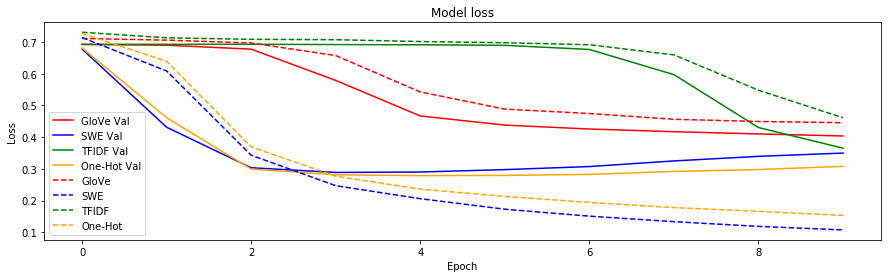 Model loss
Loss
0.7
0.6
0.5
0.4
0.3
0.2
0.1
GloVe Val
SWE Val
TFIDF Val
One-Hot Val
GloVe
SWE
TFIDF
One-Hot
0 2 4 6 8
Epoch